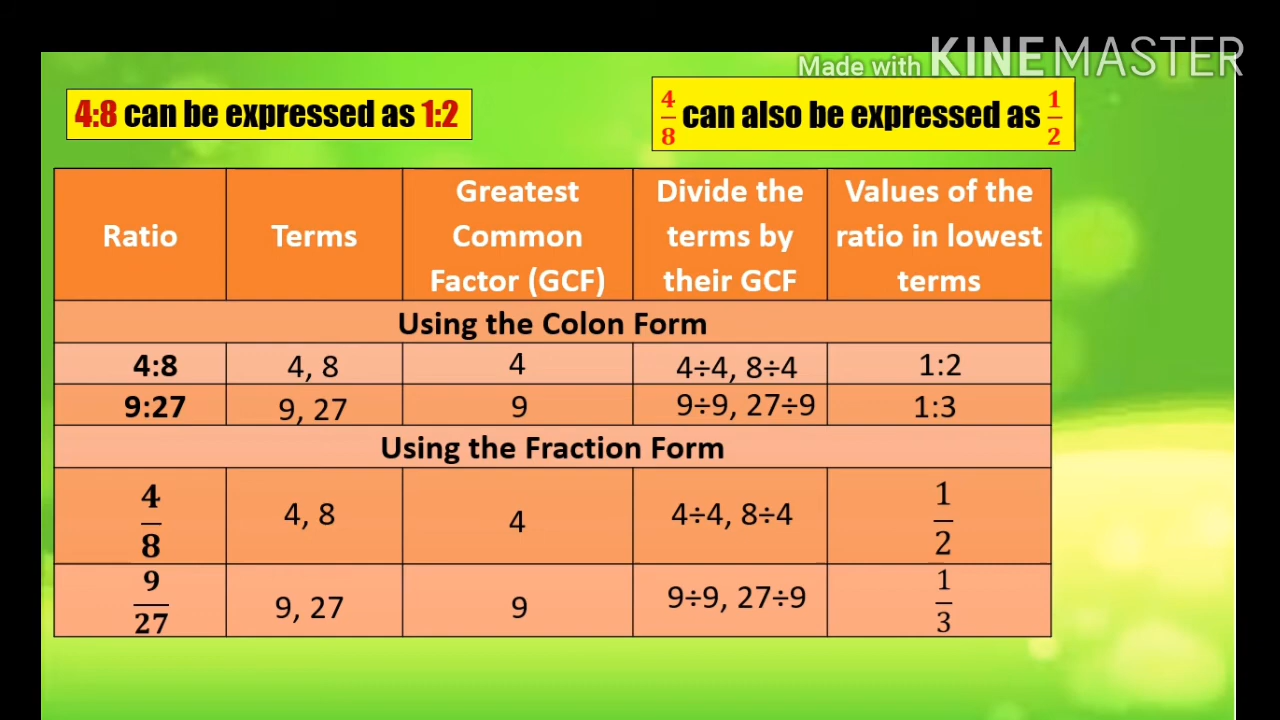 Made with KINEMASTER
4:8 can be expressed as 1:2
4/8 can also be expressed as 1/2
Ratio
Terms
Greatest
Common
Factor (GCF)
Divide the
terms by
their GCF
Values of the
ratio in lowest
terms
Using the Colon Form
4:8 4, 8 4 4÷4, 8÷4 1:2
9:27 9, 27 9 9÷9, 27÷9 1:3
Using the Fraction Form
4/8 4, 8 4 4÷4, 8÷4 1/2
9/27 9, 27 9 9÷9, 27÷9 1/3